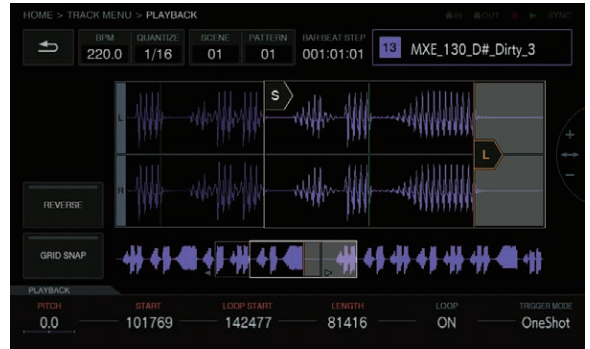 HOME > TRACK MENU > PLAYBACK IN OUT SYNC
BPM QUANTIZE SCENE PATTERN BAR:BEAT:STEP
220.0 1/16 01 01 001:01:01 13 MXE_130_D#_Dirty_3
S
L
L
+
−
R
REVERSE
GRID SNAP
PLAYBACK
PITCH START LOOP START LENGTH LOOP TRIGGER MODE
0.0 101769 142477 81416 ON OneShot